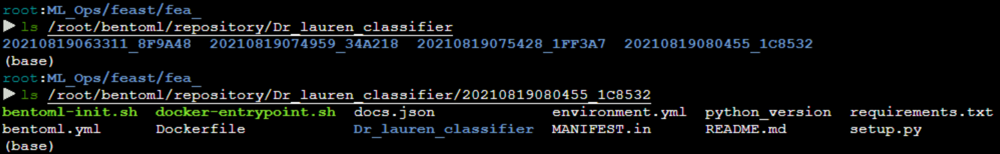 root:ML_Ops/feast/fea_
▶ ls /root/bentoml/repository/Dr_lauren_classifier
20210819063311_8F9A48  20210819074959_34A218  20210819075428_1FF3A7  20210819080455_1C8532
(base)
root:ML_Ops/feast/fea_
▶ ls /root/bentoml/repository/Dr_lauren_classifier/20210819080455_1C8532
bentoml-init.sh  docker-entrypoint.sh  docs.json  environment.yml  python_version  requirements.txt
bentoml.yml  Dockerfile  Dr_lauren_classifier  MANIFEST.in  README.md  setup.py
(base)